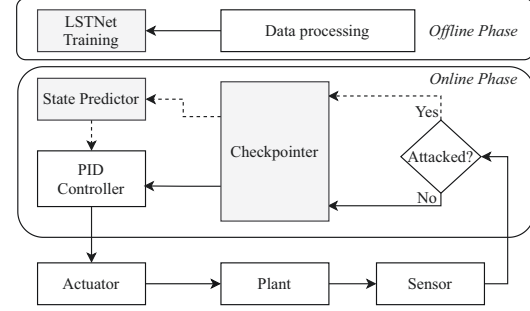 LSTNet
Training
Data processing
Offline Phase
Online Phase
State Predictor
Yes
Checkpointer
Attacked?
PID
Controller
No
Actuator
Plant
Sensor